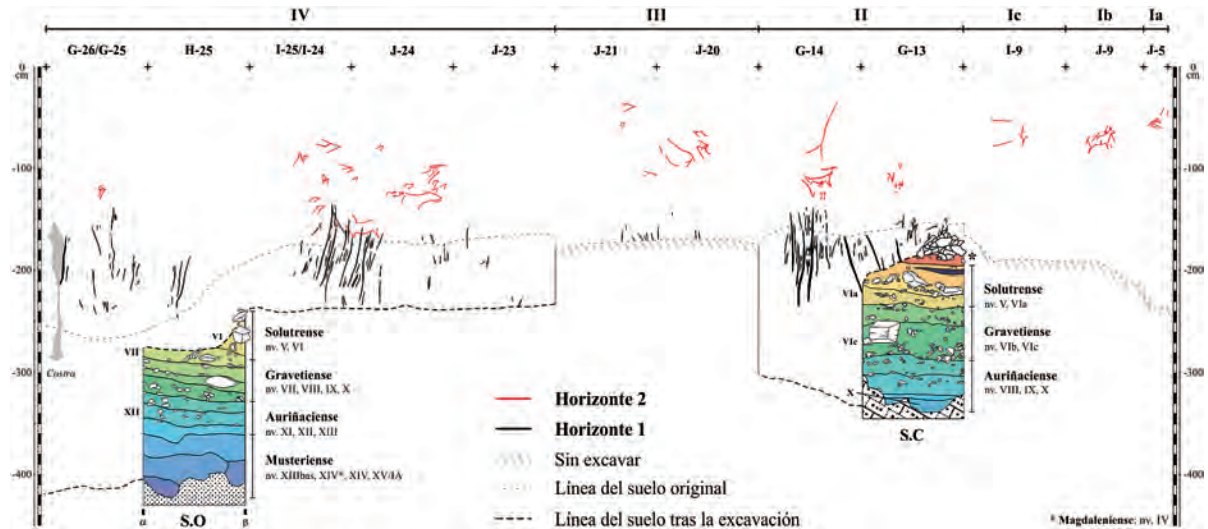 IV III II Ic Ib Ia
G-26/G-25 H-25 I-25/I-24 J-24 J-23 J-21 J-20 G-14 G-13 I-9 J-9 J-5
0 0
cm cm
-100 -100
-200 -200
-300 -300
-400 -400
Costra
VI
VII
XII
Solutrense
nv. V, VI
Gravetiense
nv. VII, VIII, IX, X
Auriñaciense
nv. XI, XII, XIII
Musteriense
nv. XIIIbas, XIV*, XIV, XV/IA
α S.O β
Horizonte 2
Horizonte 1
Sin excavar
Línea del suelo original
Línea del suelo tras la excavación
VIa
VIc
X
*
Solutrense
nv. V, VIa
Gravetiense
nv. VIb, VIc
Auriñaciense
nv. VIII, IX, X
S.C
* Magdaleniense: nv. IV